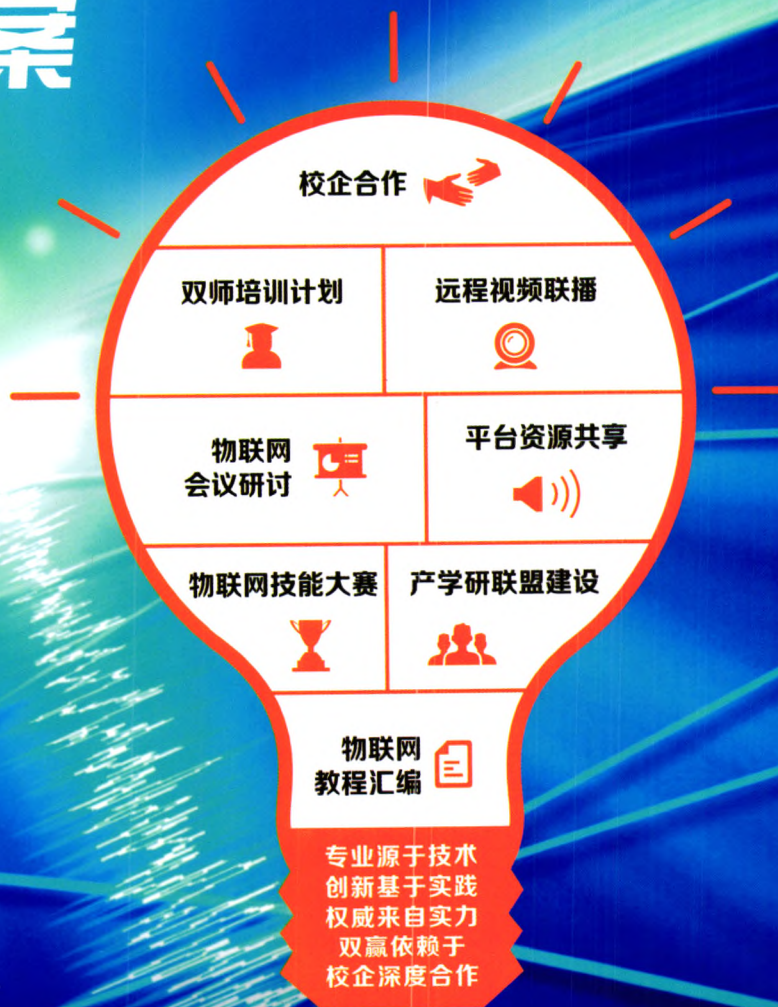 案
校企合作
双师培训计划
远程视频联播
物联网
会议研讨
平台资源共享
物联网技能大赛
产学研联盟建设
物联网
教程汇编
专业源于技术
创新基于实践
权威来自实力
双赢依赖于
校企深度合作